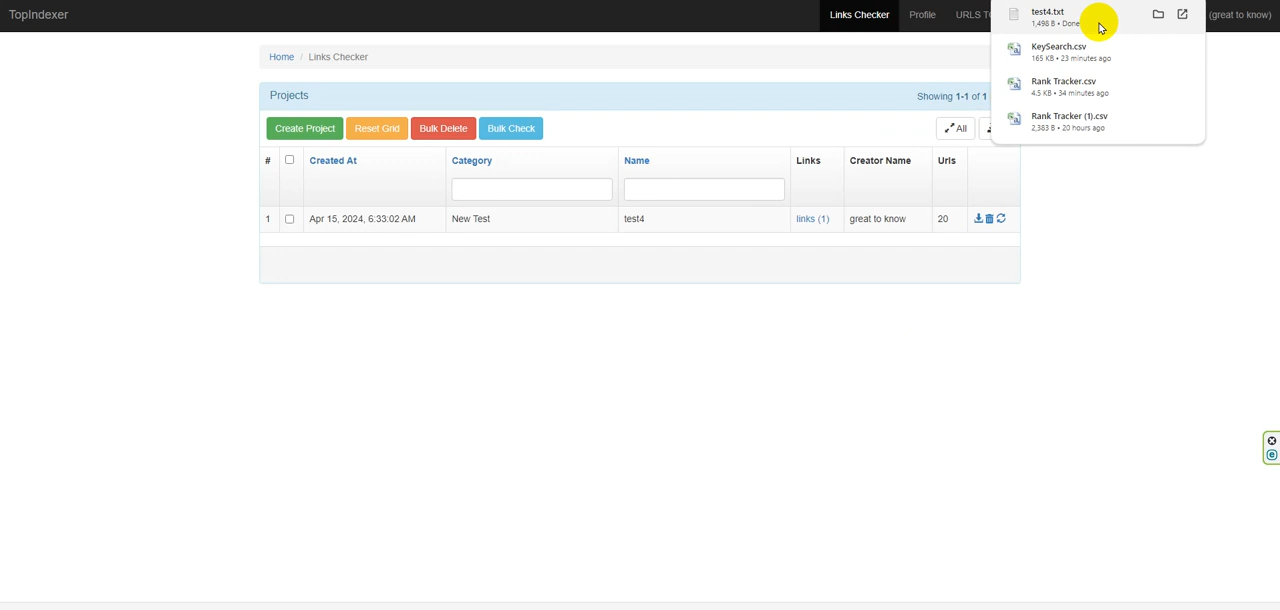 TopIndexer
Links Checker
Profile
URLS
(great to know)
test4.txt
1,498 B • Done
KeySearch.csv
165 KB • 23 minutes ago
Rank Tracker.csv
4.5 KB • 34 minutes ago
Rank Tracker (1).csv
2,383 B • 20 hours ago
Home / Links Checker
Projects
Showing 1-1 of 1
Create Project
Reset Grid
Bulk Delete
Bulk Check
All
# Created At Category Name Links Creator Name Urls
1 Apr 15, 2024, 6:33:02 AM New Test test4 links (1) great to know 20